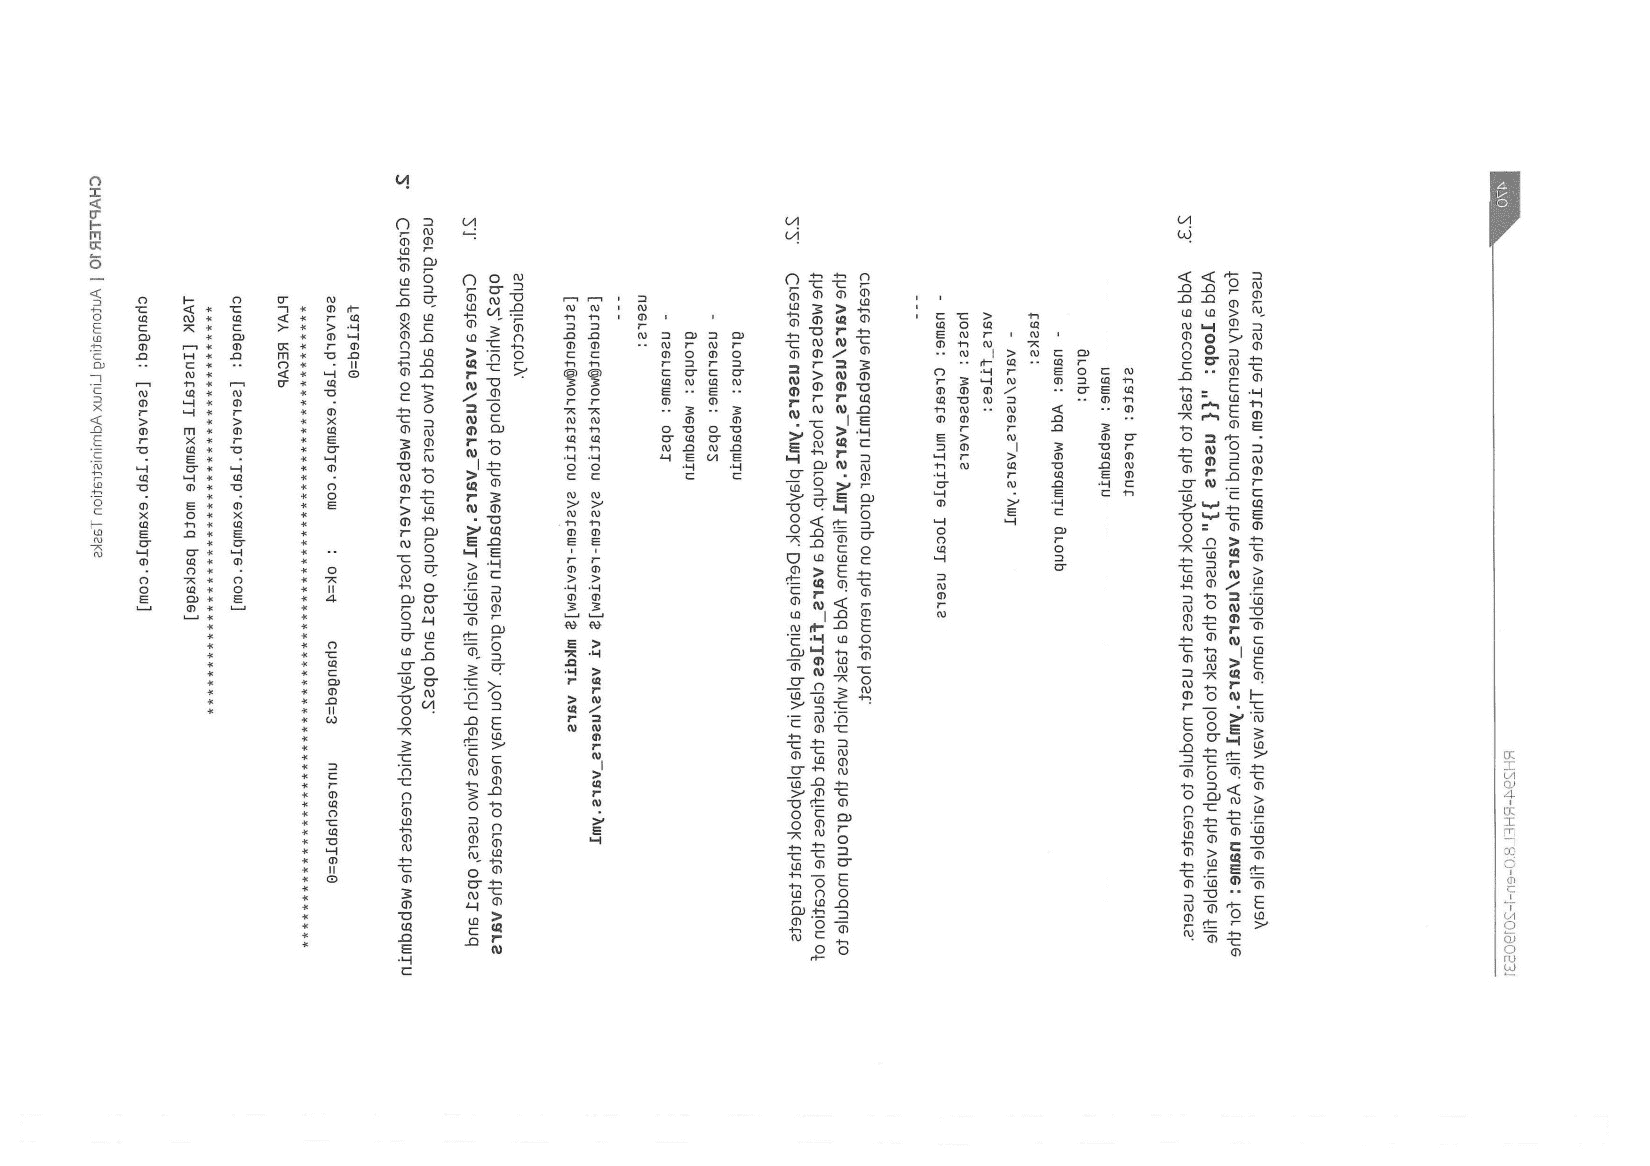 CHAPTER 10 | Automating Linux Administration Tasks
changed: [serverb.lab.example.com]
TASK [Install Example motd package]
****************************************************
changed: [serverb.lab.example.com]
PLAY RECAP
*********************************************************************************
serverb.lab.example.com : ok=4 changed=3 unreachable=0
failed=0
2. Create and execute on the webservers host group a playbook which creates the webadmin
user group, and add two users to that group, ops1 and ops2.
2.1. Create a vars/users_vars.yml variable file, which defines two users, ops1 and
ops2, which belong to the webadmin user group. You may need to create the vars
subdirectory.
[student@workstation system-review]$ mkdir vars
[student@workstation system-review]$ vi vars/users_vars.yml
---
users:
- username: ops1
groups: webadmin
- username: ops2
groups: webadmin
2.2. Create the users.yml playbook. Define a single play in the playbook that targets
the webservers host group. Add a vars_files clause that defines the location of
the vars/users_vars.yml filename. Add a task which uses the group module to
create the webadmin user group on the remote host.
---
- name: Create multiple local users
hosts: webservers
vars_files:
- vars/users_vars.yml
tasks:
- name: Add webadmin group
group:
name: webadmin
state: present
2.3. Add a second task to the playbook that uses the user module to create the users.
Add a loop: "{{ users }}" clause to the task to loop through the variable file
for every username found in the vars/users_vars.yml file. As the name: for the
users, use the item.username the variable name. This way the variable file may
470
RH294-RHEL8.0-en-1-20190531